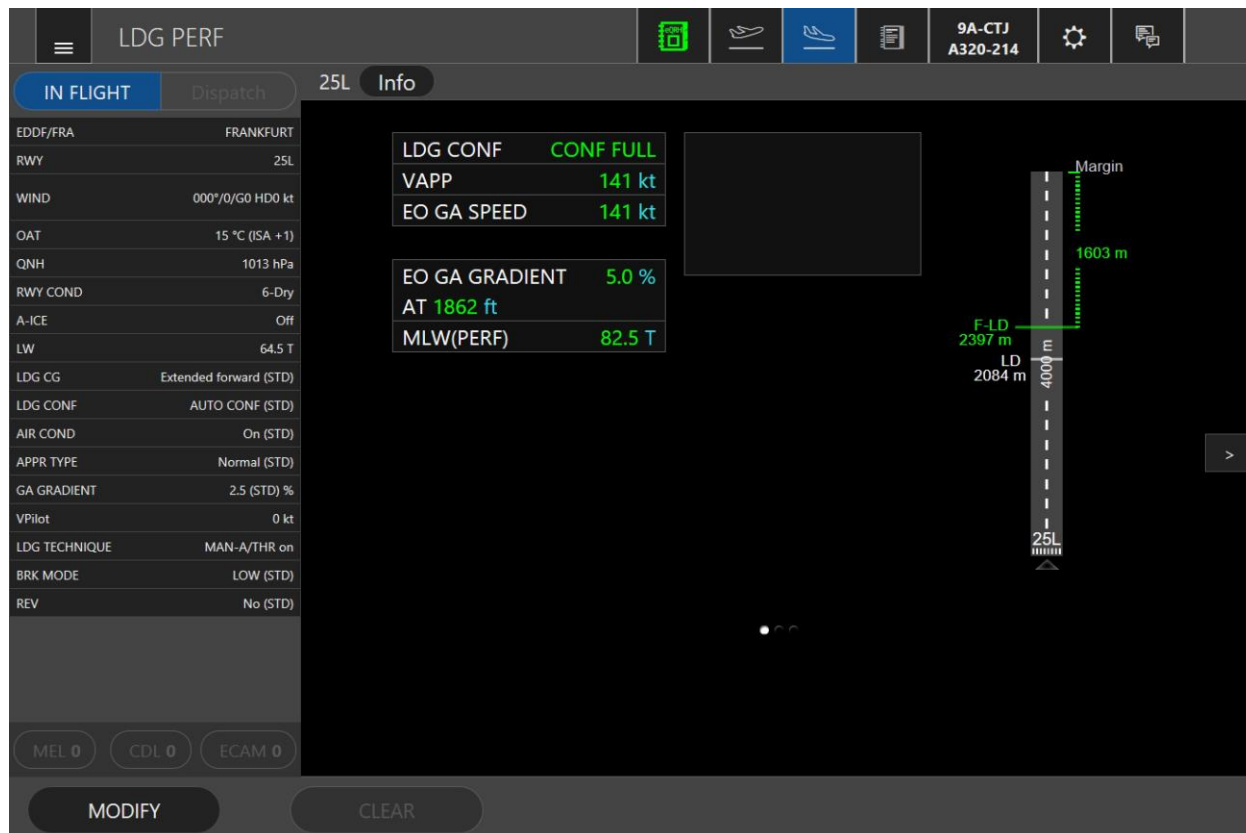 LDG PERF
eQRH
9A-CTJ
A320-214
IN FLIGHT Dispatch
25L Info
EDDF/FRA FRANKFURT
RWY 25L
WIND 000°/0/G0 HD0 kt
OAT 15 °C (ISA +1)
QNH 1013 hPa
RWY COND 6-Dry
A-ICE Off
LW 64.5 T
LDG CG Extended forward (STD)
LDG CONF AUTO CONF (STD)
AIR COND On (STD)
APPR TYPE Normal (STD)
GA GRADIENT 2.5 (STD) %
VPilot 0 kt
LDG TECHNIQUE MAN-A/THR on
BRK MODE LOW (STD)
REV No (STD)
MEL 0 CDL 0 ECAM 0
MODIFY CLEAR
LDG CONF CONF FULL
VAPP 141 kt
EO GA SPEED 141 kt
EO GA GRADIENT 5.0 %
AT 1862 ft
MLW(PERF) 82.5 T
Margin
1603 m
F-LD
2397 m
LD
2084 m
4000 m
25L
>